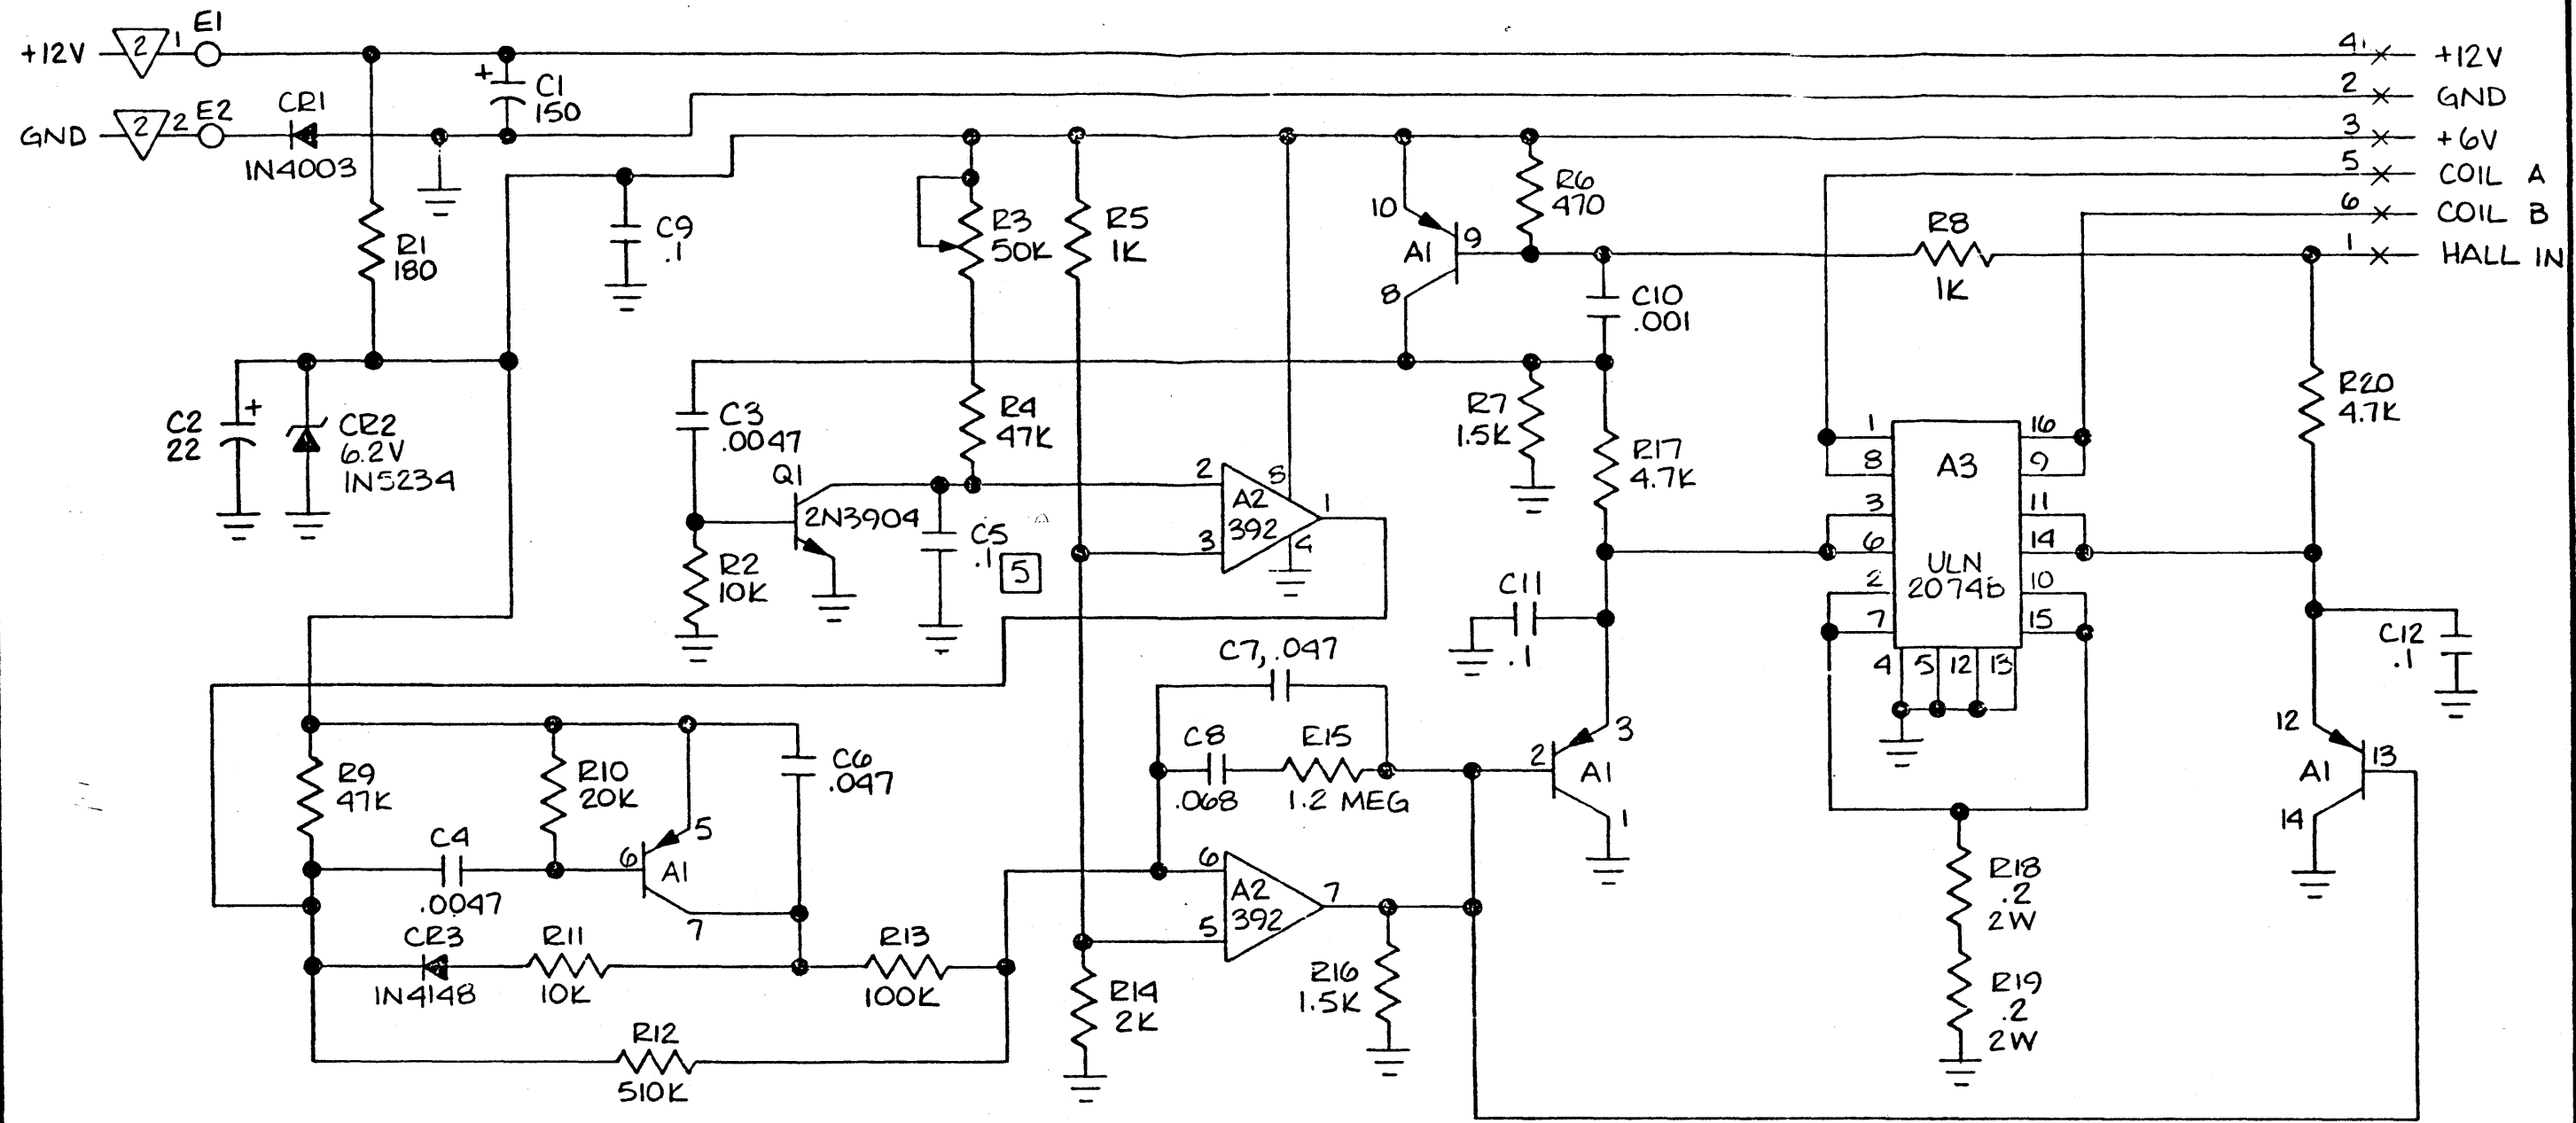 +12V 2 1 E1
4 +12V
GND 2 2 E2
CR1
1N4003
C1
150
+
2 GND
3 +6V
5 COIL A
6 COIL B
1 HALL IN
R1
180
C9
.1
R3
50K
R5
1K
10
A1
9
8
R6
470
C10
.001
R8
1K
C2
22
+
CR2
6.2V
1N5234
C3
.0047
Q1
2N3904
R2
10K
R4
47K
C5
.1
5
2
3
A2
392
8
4
1
R7
1.5K
R17
4.7K
R20
4.7K
1
8
3
6
2
7
A3
ULN
2074b
16
9
11
14
10
15
4 5 12 13
C11
.1
C12
.1
C7, .047
C8
.068
R15
1.2 MEG
2
A1
3
1
12
A1
13
14
R9
47K
R10
20K
C6
.047
C4
.0047
6
A1
5
7
CR3
1N4148
R11
10K
R13
100K
R12
510K
6
5
A2
392
7
R14
2K
R16
1.5K
R18
.2
2W
R19
.2
2W